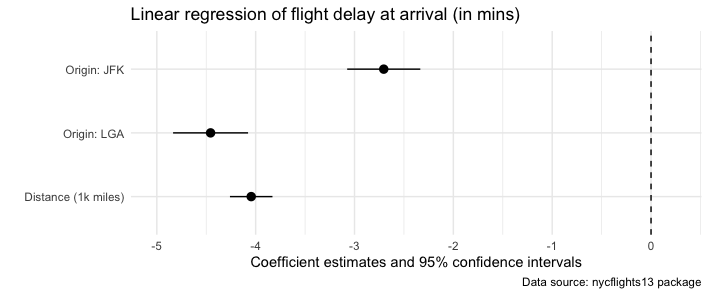 Linear regression of flight delay at arrival (in mins)
Origin: JFK
Origin: LGA
Distance (1k miles)
-5 -4 -3 -2 -1 0
Coefficient estimates and 95% confidence intervals
Data source: nycflights13 package